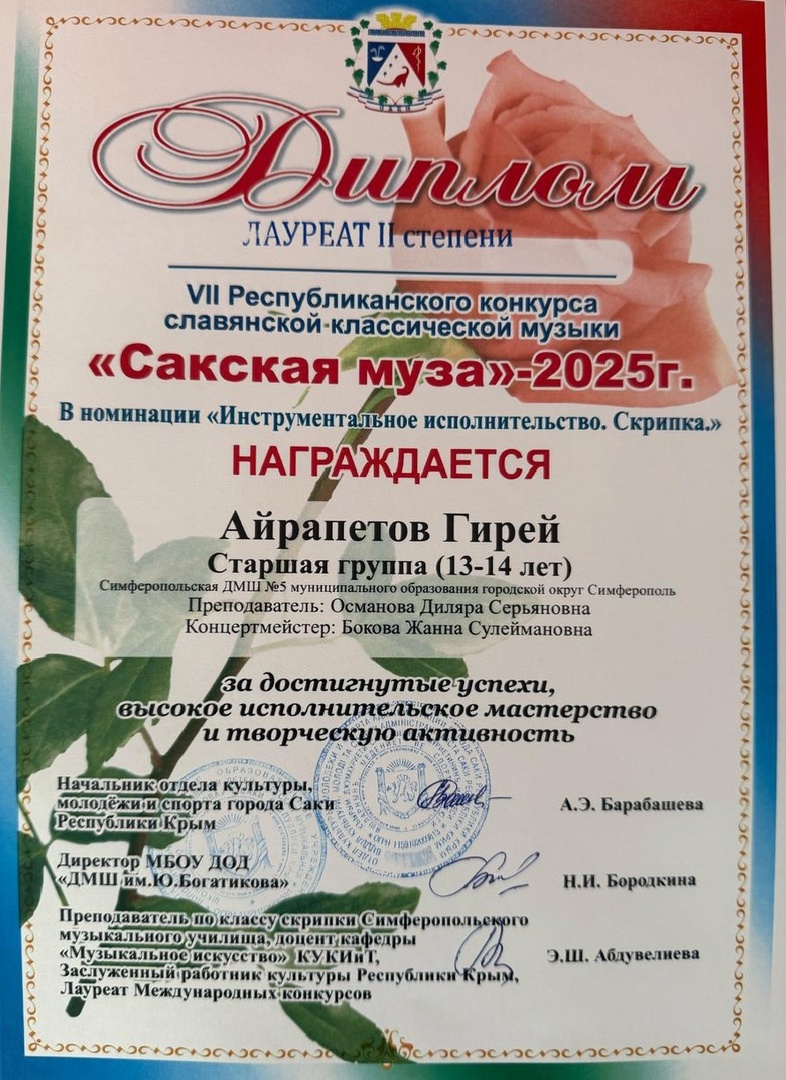 САКИ
Диплом
ЛАУРЕАТ II степени
VII Республиканского конкурса
славянской классической музыки
«Сакская муза»-2025г.
В номинации «Инструментальное исполнительство. Скрипка.»
НАГРАЖДАЕТСЯ
Айрапетов Гирей
Старшая группа (13-14 лет)
Симферопольская ДМШ №5 муниципального образования городской округ Симферополь
Преподаватель: Османова Диляра Серьяновна
Концертмейстер: Бокова Жанна Сулеймановна
за достигнутые успехи,
высокое исполнительское мастерство
и творческую активность
Начальник отдела культуры,
молодёжи и спорта города Саки
Республики Крым
А.Э. Барабашева
Директор МБОУ ДОД
«ДМШ им.Ю.Богатикова»
Н.И. Бородкина
Преподаватель по классу скрипки Симферопольского
музыкального училища, доцент кафедры
«Музыкальное искусство» КУКИиТ,
Заслуженный работник культуры Республики Крым,
Лауреат Международных конкурсов
Э.Ш. Абдувелиева